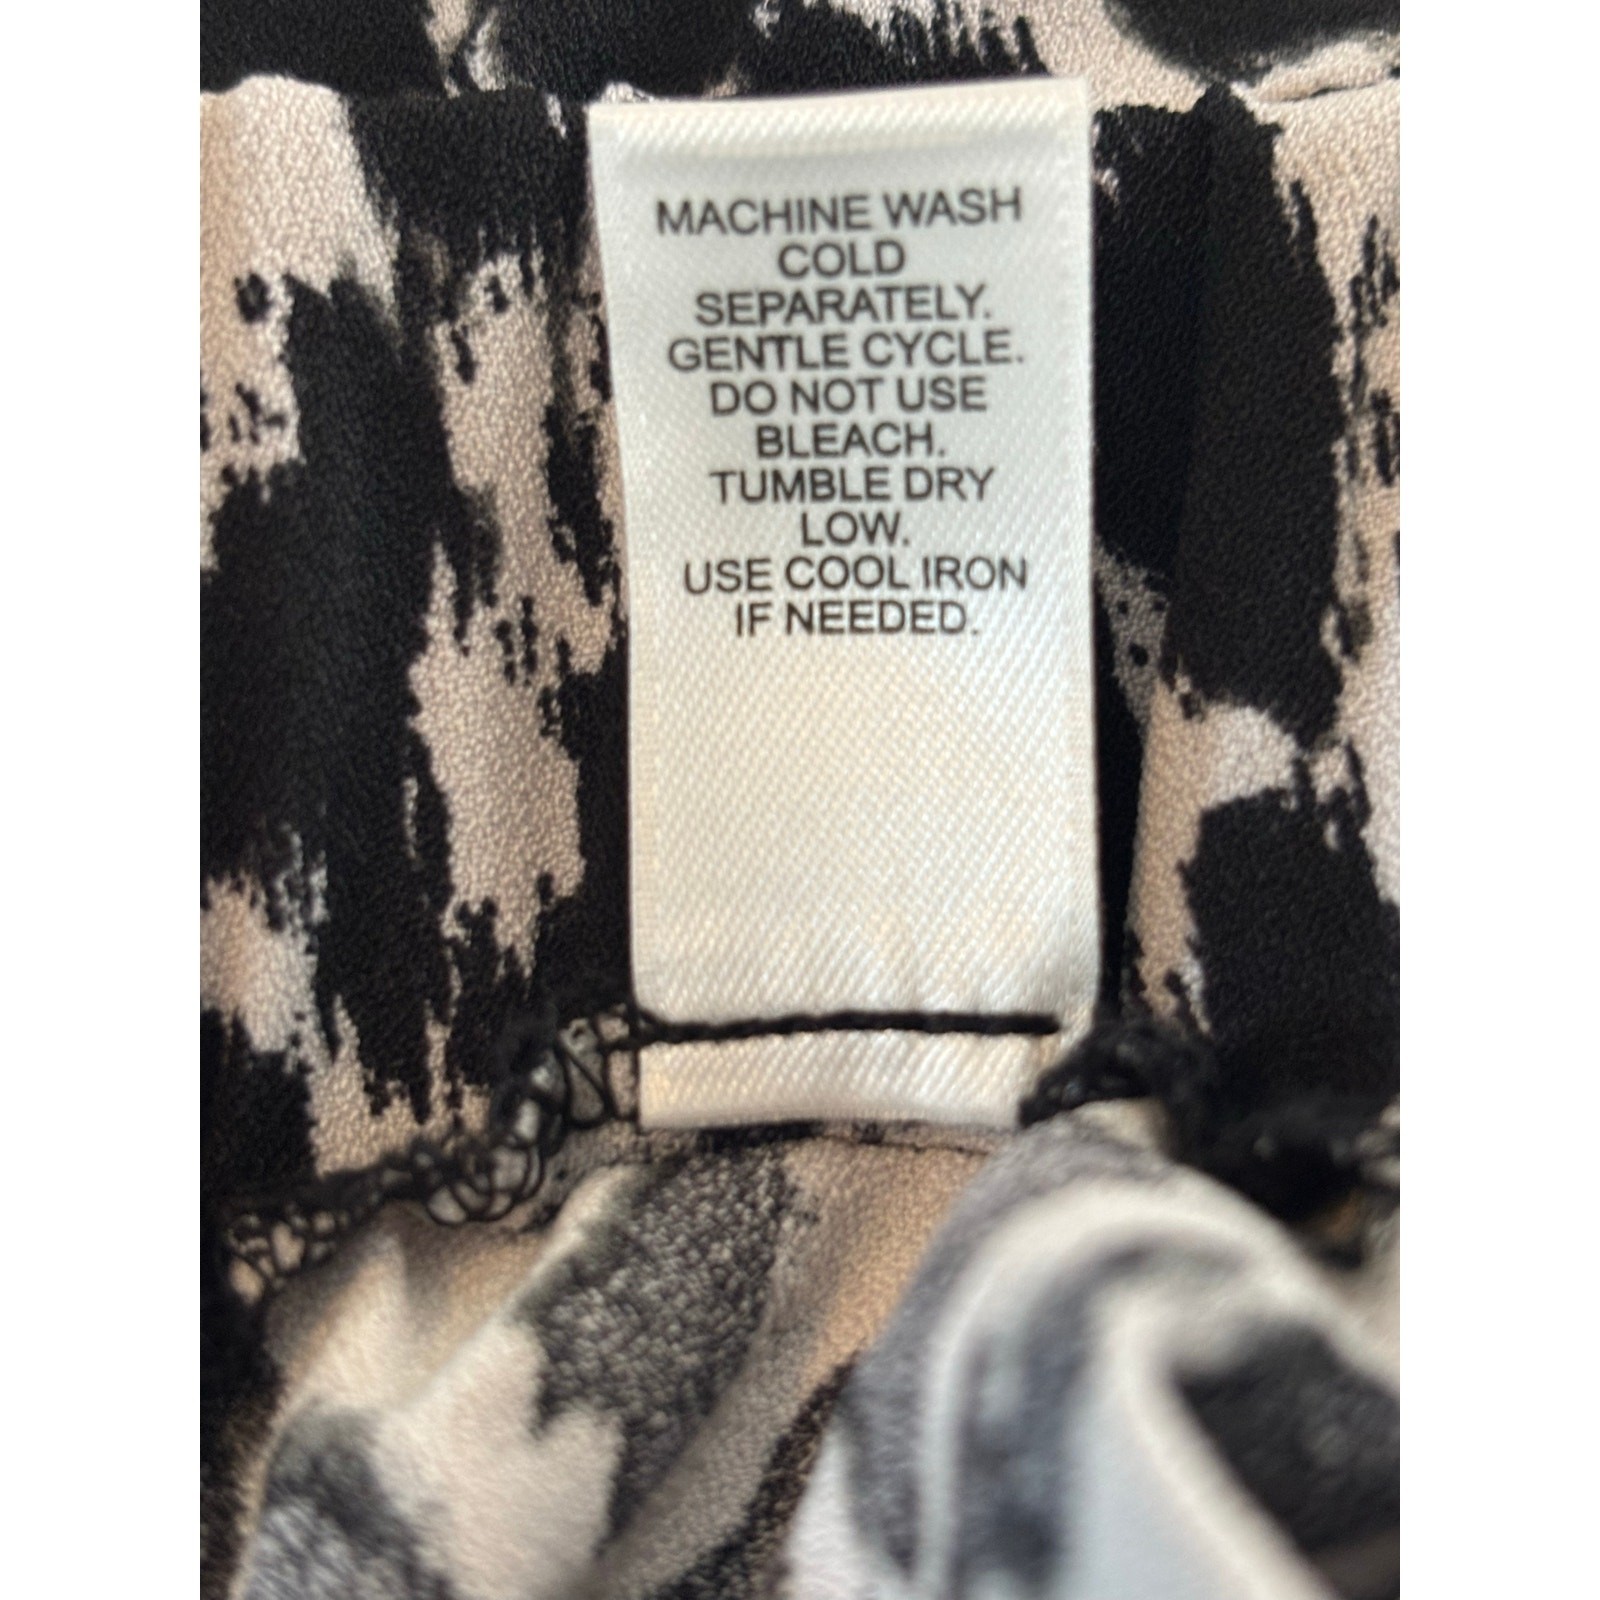 MACHINE WASH
COLD
SEPARATELY.
GENTLE CYCLE.
DO NOT USE
BLEACH.
TUMBLE DRY
LOW.
USE COOL IRON
IF NEEDED.